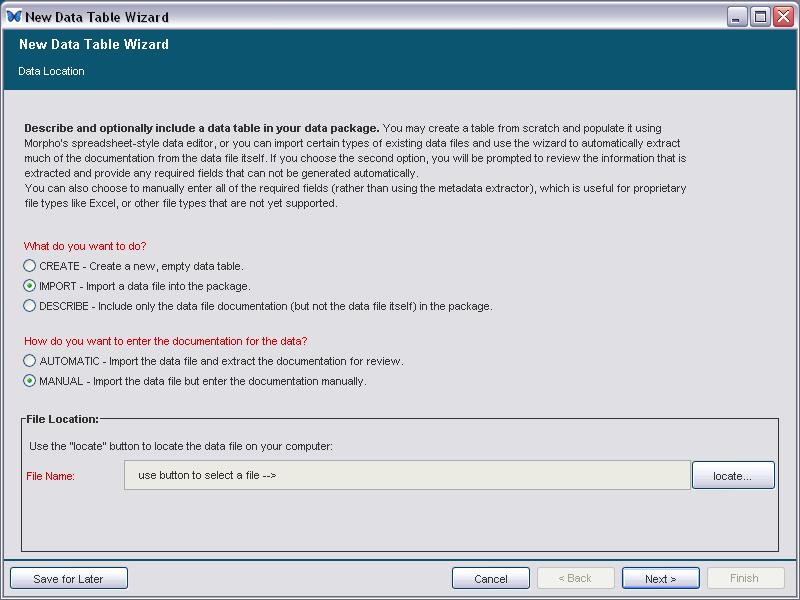 New Data Table Wizard
New Data Table Wizard
Data Location
Describe and optionally include a data table in your data package. You may create a table from scratch and populate it using
Morpho's spreadsheet-style data editor, or you can import certain types of existing data files and use the wizard to automatically extract
much of the documentation from the data file itself. If you choose the second option, you will be prompted to review the information that is
extracted and provide any required fields that can not be generated automatically.
You can also choose to manually enter all of the required fields (rather than using the metadata extractor), which is useful for proprietary
file types like Excel, or other file types that are not yet supported.
What do you want to do?
CREATE - Create a new, empty data table.
IMPORT - Import a data file into the package.
DESCRIBE - Include only the data file documentation (but not the data file itself) in the package.
How do you want to enter the documentation for the data?
AUTOMATIC - Import the data file and extract the documentation for review.
MANUAL - Import the data file but enter the documentation manually.
File Location:
Use the "locate" button to locate the data file on your computer:
File Name: use button to select a file --> locate...
Save for Later Cancel < Back Next > Finish